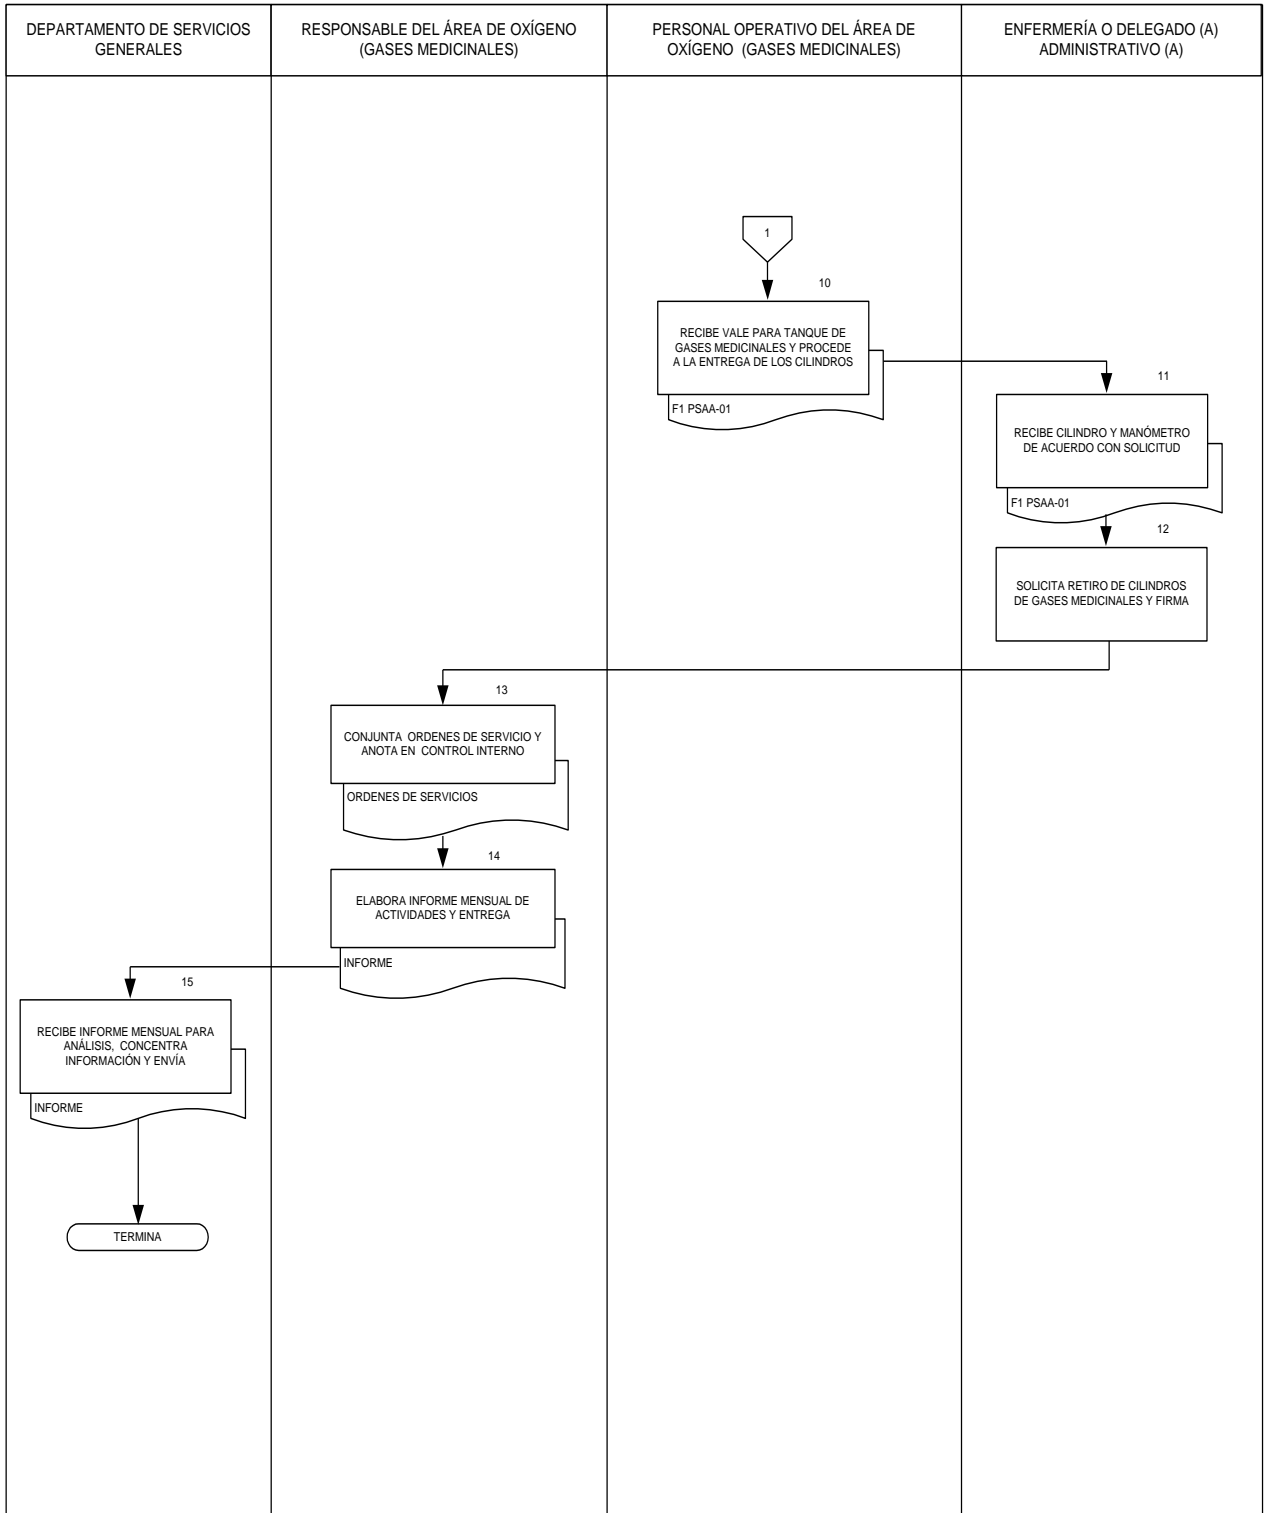 DEPARTAMENTO DE SERVICIOS
GENERALES
RESPONSABLE DEL ÁREA DE OXÍGENO
(GASES MEDICINALES)
PERSONAL OPERATIVO DEL ÁREA DE
OXÍGENO (GASES MEDICINALES)
ENFERMERÍA O DELEGADO (A)
ADMINISTRATIVO (A)
1
10
RECIBE VALE PARA TANQUE DE
GASES MEDICINALES Y PROCEDE
A LA ENTREGA DE LOS CILINDROS
F1 PSAA-01
11
RECIBE CILINDRO Y MANÓMETRO
DE ACUERDO CON SOLICITUD
F1 PSAA-01
12
SOLICITA RETIRO DE CILINDROS
DE GASES MEDICINALES Y FIRMA
13
CONJUNTA ORDENES DE SERVICIO Y
ANOTA EN CONTROL INTERNO
ORDENES DE SERVICIOS
14
ELABORA INFORME MENSUAL DE
ACTIVIDADES Y ENTREGA
INFORME
15
RECIBE INFORME MENSUAL PARA
ANÁLISIS, CONCENTRA
INFORMACIÓN Y ENVÍA
INFORME
TERMINA